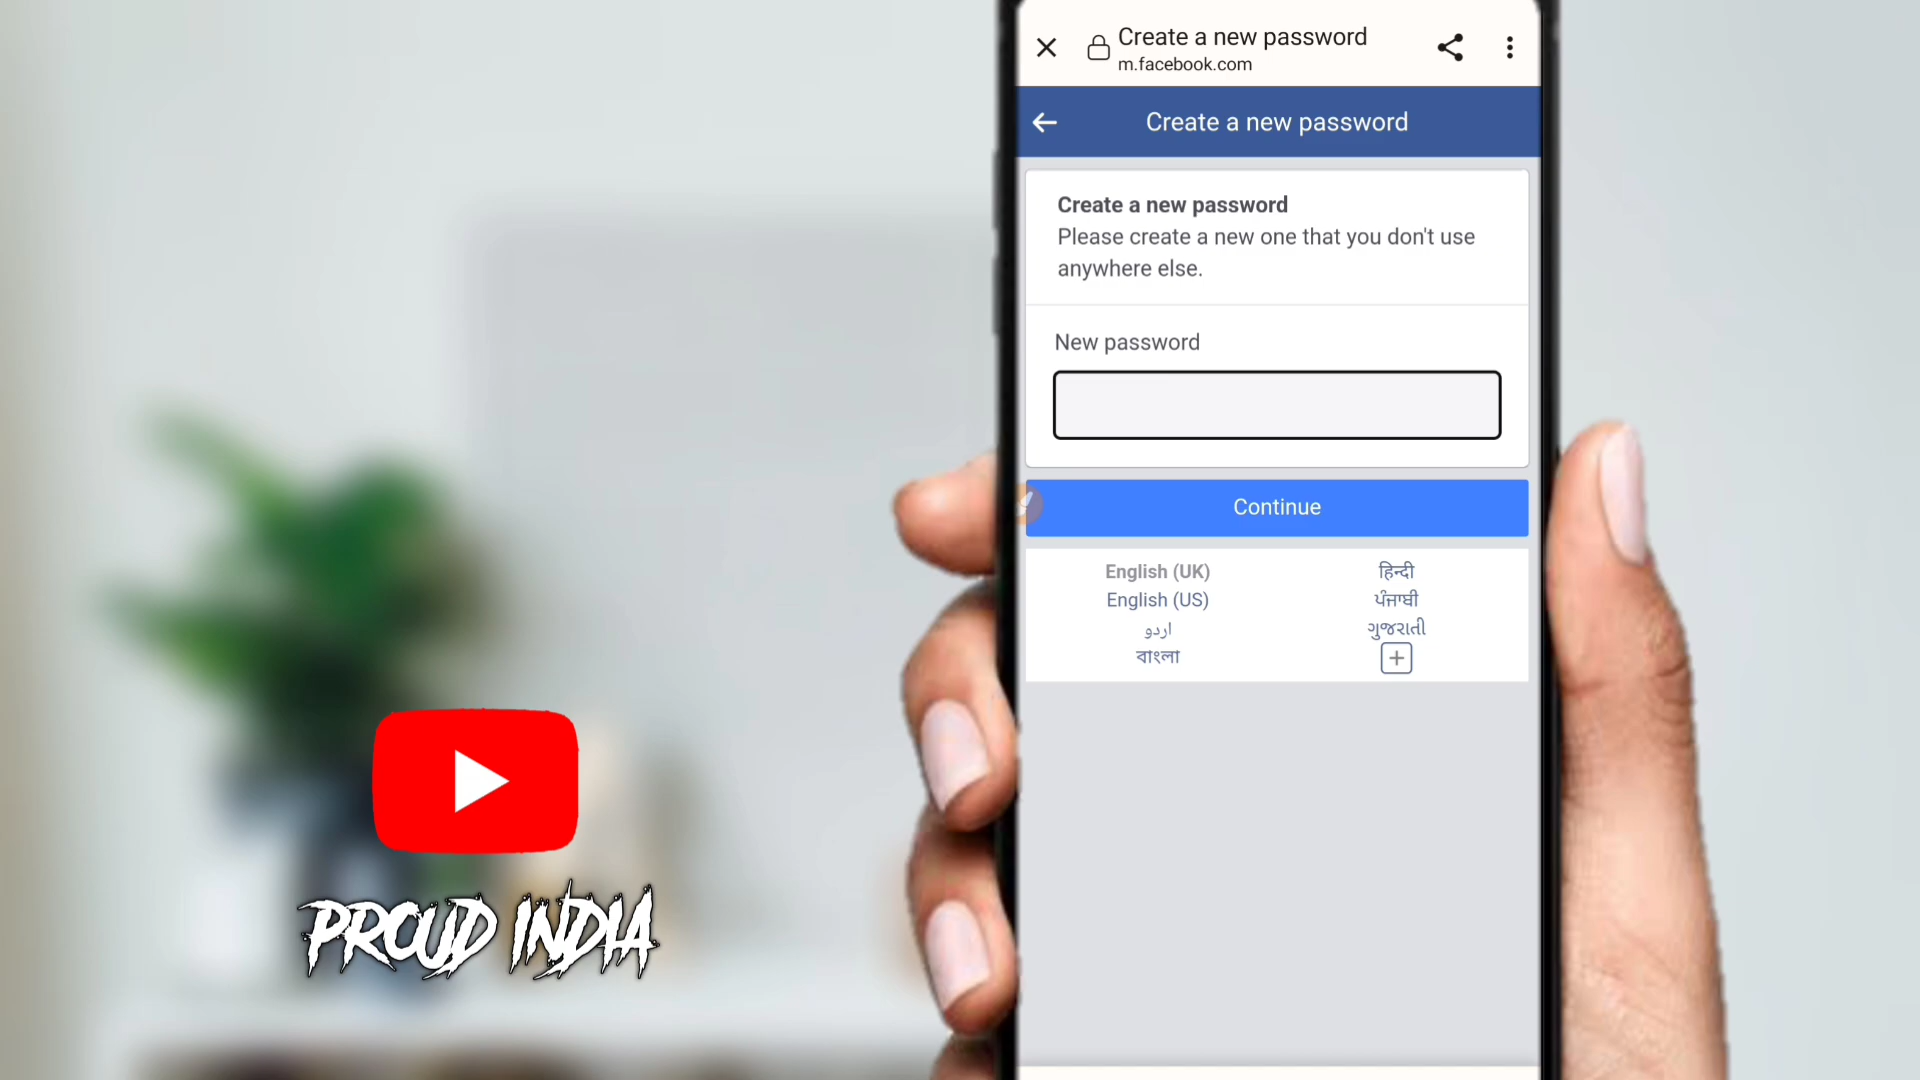 Create a new password
m.facebook.com
Create a new password
Create a new password
Please create a new one that you don't use
anywhere else.
New password
Continue
English (UK)
हिन्दी
English (US)
ਪੰਜਾਬੀ
اردو
ગુજરાતી
বাংলা
PROUD INDIA